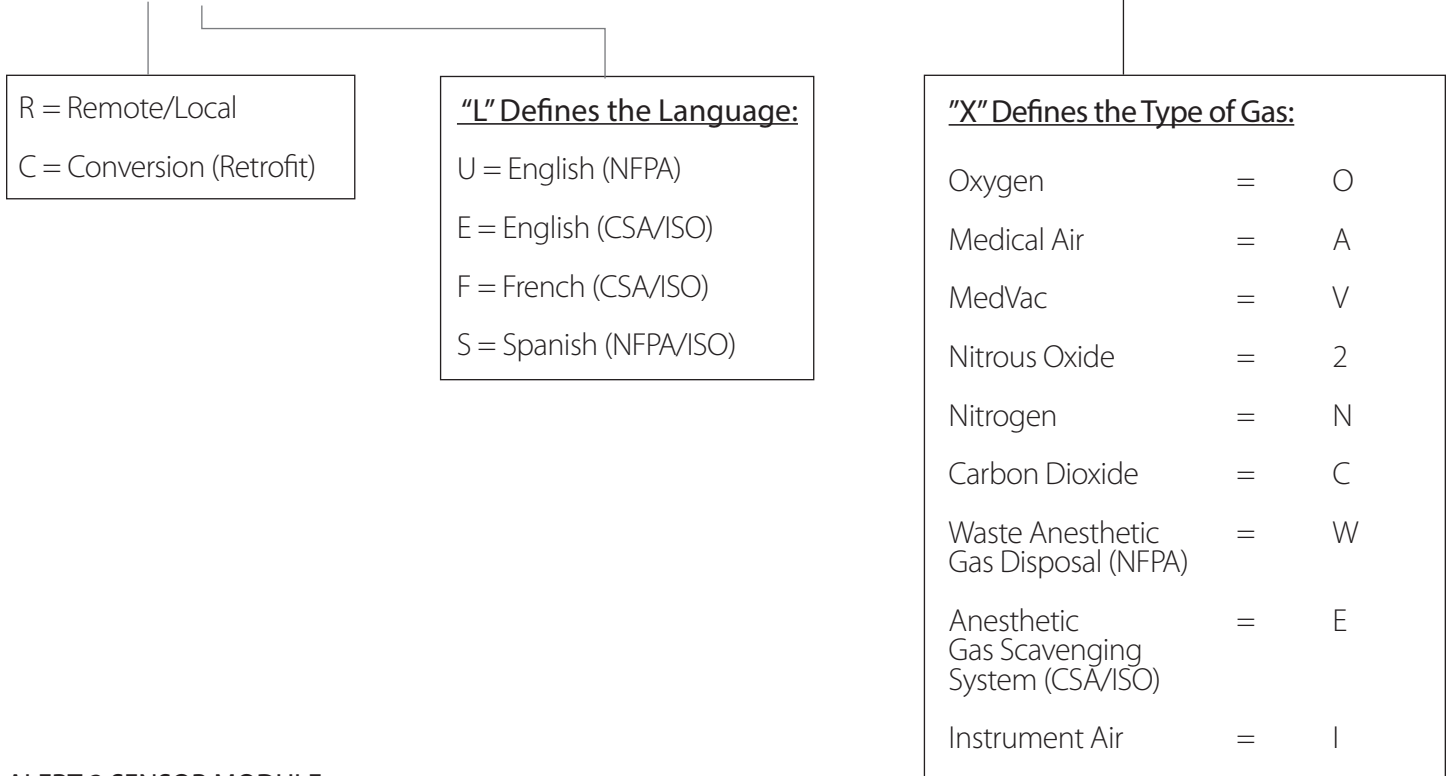 R = Remote/Local
C = Conversion (Retrofit)
"L" Defines the Language:
U = English (NFPA)
E = English (CSA/ISO)
F = French (CSA/ISO)
S = Spanish (NFPA/ISO)
"X" Defines the Type of Gas:
Oxygen = O
Medical Air = A
MedVac = V
Nitrous Oxide = 2
Nitrogen = N
Carbon Dioxide = C
Waste Anesthetic = W
Gas Disposal (NFPA)
Anesthetic = E
Gas Scavenging
System (CSA/ISO)
Instrument Air = I